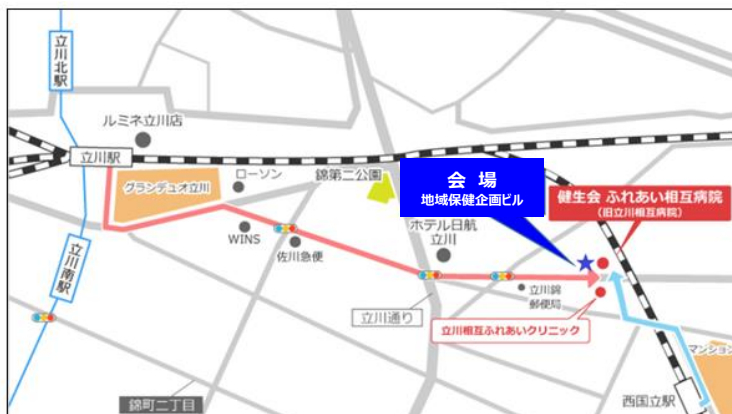 立川北駅
ルミネ立川店
立川駅
グランデュオ立川
ローソン
錦第二公園
会 場
地域保健企画ビル
健生会 ふれあい相互病院
(旧立川相互病院)
WINS
佐川急便
ホテル日航
立川
立川南駅
立川通り
立川錦
郵便局
立川相互ふれあいクリニック
マンション
錦町二丁目
西国立駅